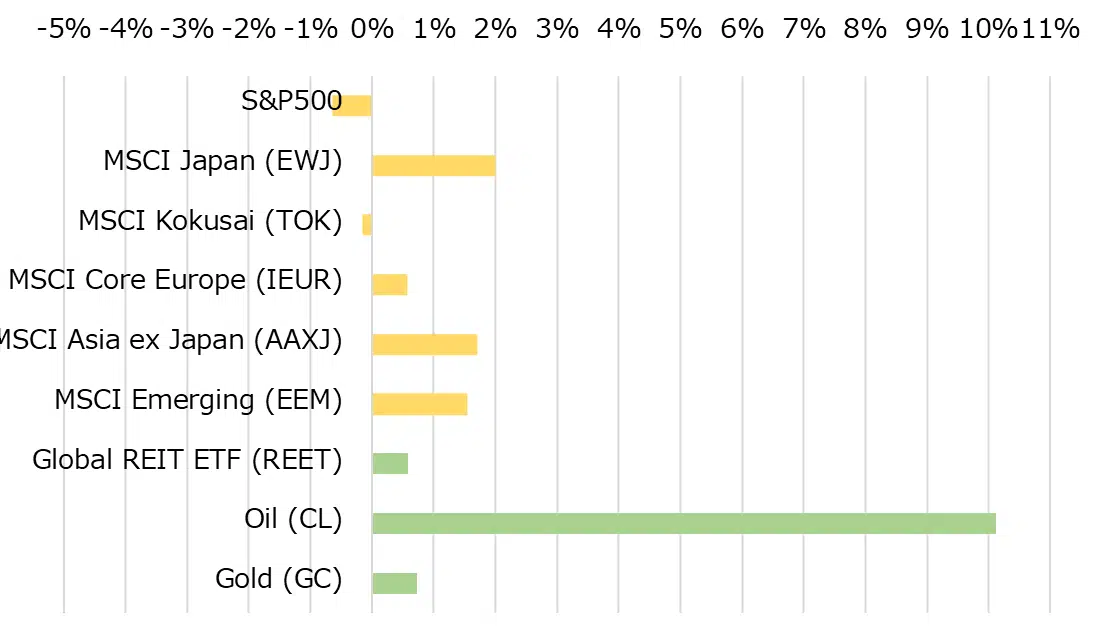 -5% -4% -3% -2% -1% 0% 1% 2% 3% 4% 5% 6% 7% 8% 9% 10% 11%
S&P500
MSCI Japan (EWJ)
MSCI Kokusai (TOK)
MSCI Core Europe (IEUR)
MSCI Asia ex Japan (AAXJ)
MSCI Emerging (EEM)
Global REIT ETF (REET)
Oil (CL)
Gold (GC)